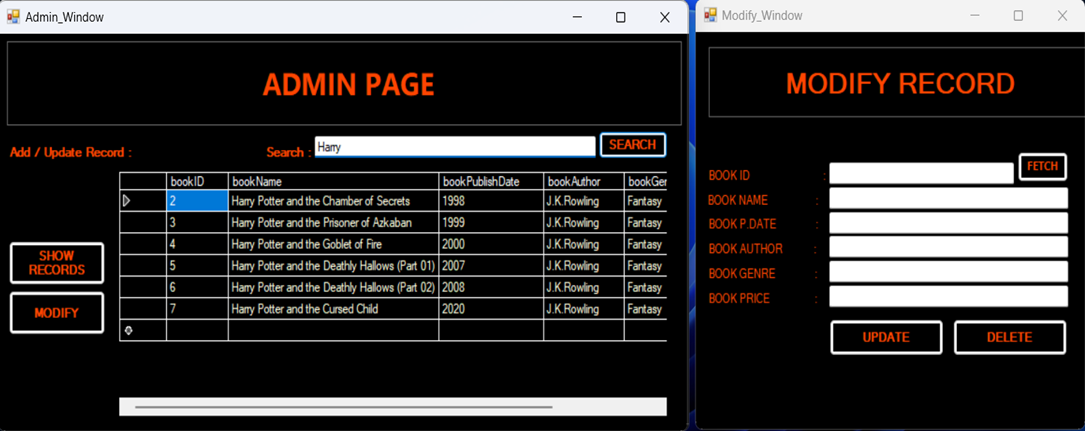 Admin_Window
ADMIN PAGE
Add / Update Record :
Search : Harry SEARCH
bookID bookName bookPublishDate bookAuthor bookGen
2 Harry Potter and the Chamber of Secrets 1998 J.K.Rowling Fantasy
3 Harry Potter and the Prisoner of Azkaban 1999 J.K.Rowling Fantasy
4 Harry Potter and the Goblet of Fire 2000 J.K.Rowling Fantasy
5 Harry Potter and the Deathly Hallows (Part 01) 2007 J.K.Rowling Fantasy
6 Harry Potter and the Deathly Hallows (Part 02) 2008 J.K.Rowling Fantasy
7 Harry Potter and the Cursed Child 2020 J.K.Rowling Fantasy
SHOW
RECORDS
MODIFY
Modify_Window
MODIFY RECORD
BOOK ID : FETCH
BOOK NAME :
BOOK P.DATE :
BOOK AUTHOR :
BOOK GENRE :
BOOK PRICE :
UPDATE DELETE